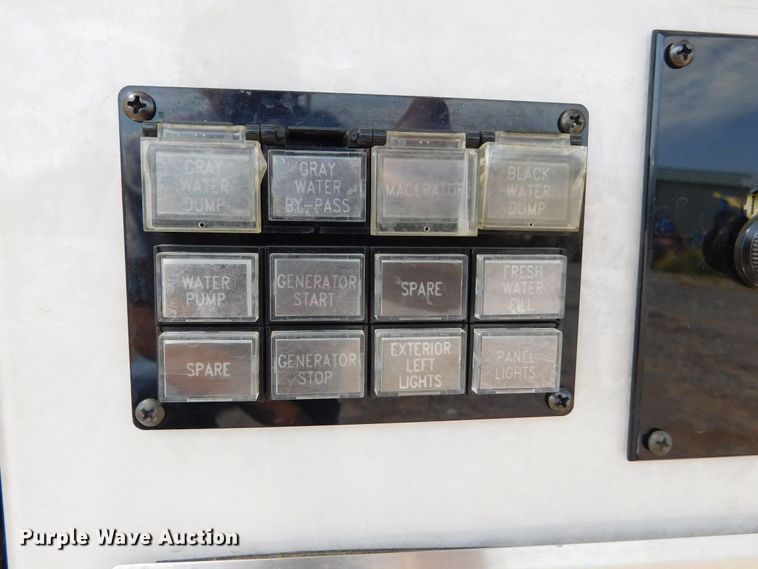 GRAY
WATER
DUMP
GRAY
WATER
BY-PASS
MACERATOR
BLACK
WATER
DUMP
WATER
PUMP
GENERATOR
START
SPARE
FRESH
WATER
FILL
SPARE
GENERATOR
STOP
EXTERIOR
LEFT
LIGHTS
PANEL
LIGHTS
Purple Wave Auction